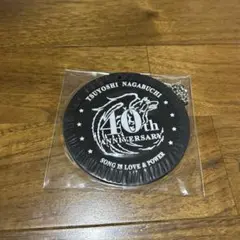 TSUYOSHI NAGABUCHI
40th
ANNIVERSARY
SONG IS LOVE & POWER